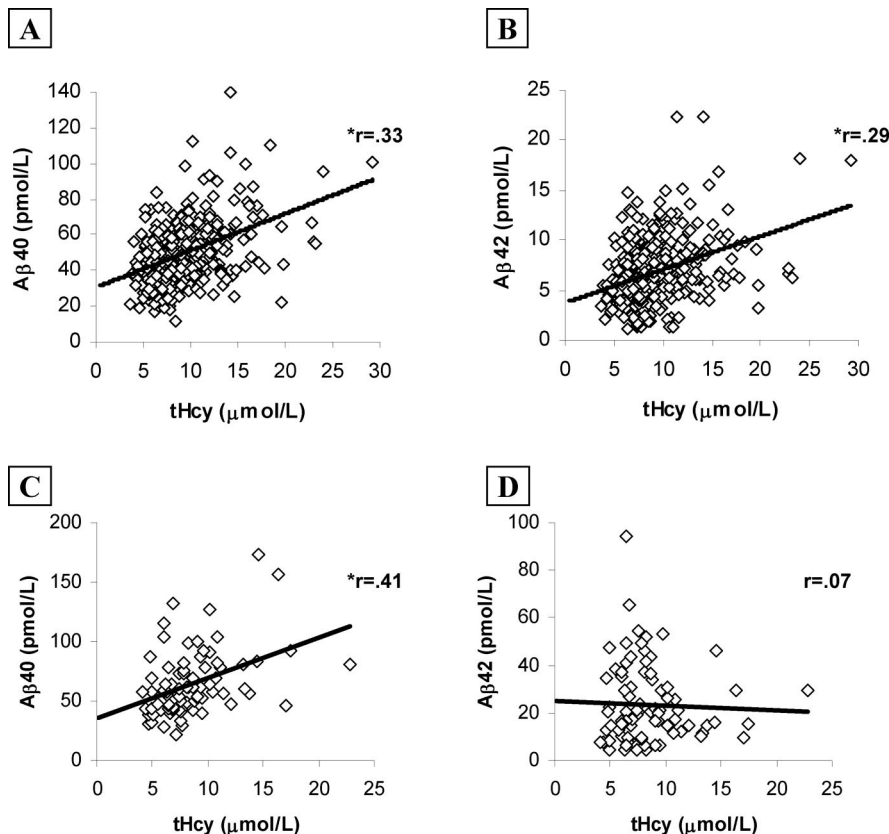 A
140
120
100
80
60
40
20
0
Aβ40 (pmol/L)
*r=.33
0 5 10 15 20 25 30
tHcy (μmol/L)
B
25
20
15
10
5
0
Aβ42 (pmol/L)
*r=.29
0 5 10 15 20 25 30
tHcy (μmol/L)
C
200
150
100
50
0
Aβ40 (pmol/L)
*r=.41
0 5 10 15 20 25
tHcy (μmol/L)
D
100
80
60
40
20
0
Aβ42 (pmol/L)
r=.07
0 5 10 15 20 25
tHcy (μmol/L)